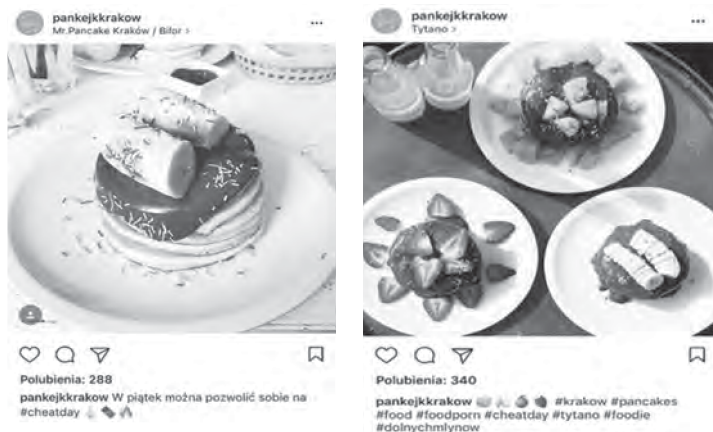 pankejkkrakow
Mr.Pancake Kraków / Bifor >
Polubienia: 288
pankejkkrakow W piątek można pozwolić sobie na
#cheatday
pankejkkrakow
Tytano >
Polubienia: 340
pankejkkrakow #krakow #pancakes
#food #foodporn #cheatday #tytano #foodie
#dolnychmlynow